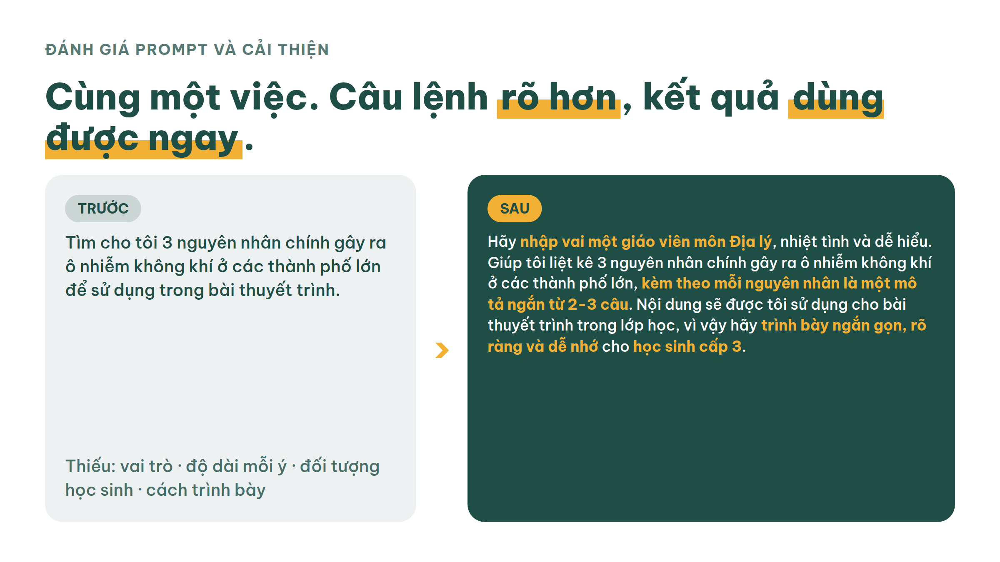 ĐÁNH GIÁ PROMPT VÀ CẢI THIỆN
Cùng một việc. Câu lệnh rõ hơn, kết quả dùng
được ngay.
TRƯỚC
Tìm cho tôi 3 nguyên nhân chính gây ra
ô nhiễm không khí ở các thành phố lớn
để sử dụng trong bài thuyết trình.
Thiếu: vai trò · độ dài mỗi ý · đối tượng
học sinh · cách trình bày
SAU
Hãy nhập vai một giáo viên môn Địa lý, nhiệt tình và dễ hiểu.
Giúp tôi liệt kê 3 nguyên nhân chính gây ra ô nhiễm không khí
ở các thành phố lớn, kèm theo mỗi nguyên nhân là một mô
tả ngắn từ 2-3 câu. Nội dung sẽ được tôi sử dụng cho bài
thuyết trình trong lớp học, vì vậy hãy trình bày ngắn gọn, rõ
ràng và dễ nhớ cho học sinh cấp 3.